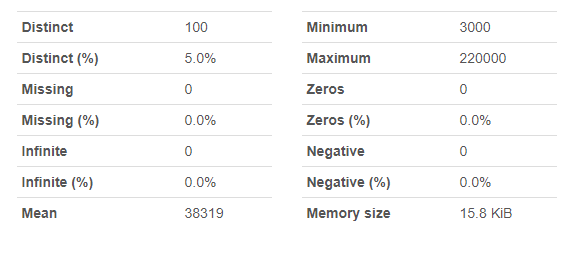 Distinct 100
Distinct (%) 5.0%
Missing 0
Missing (%) 0.0%
Infinite 0
Infinite (%) 0.0%
Mean 38319
Minimum 3000
Maximum 220000
Zeros 0
Zeros (%) 0.0%
Negative 0
Negative (%) 0.0%
Memory size 15.8 KiB